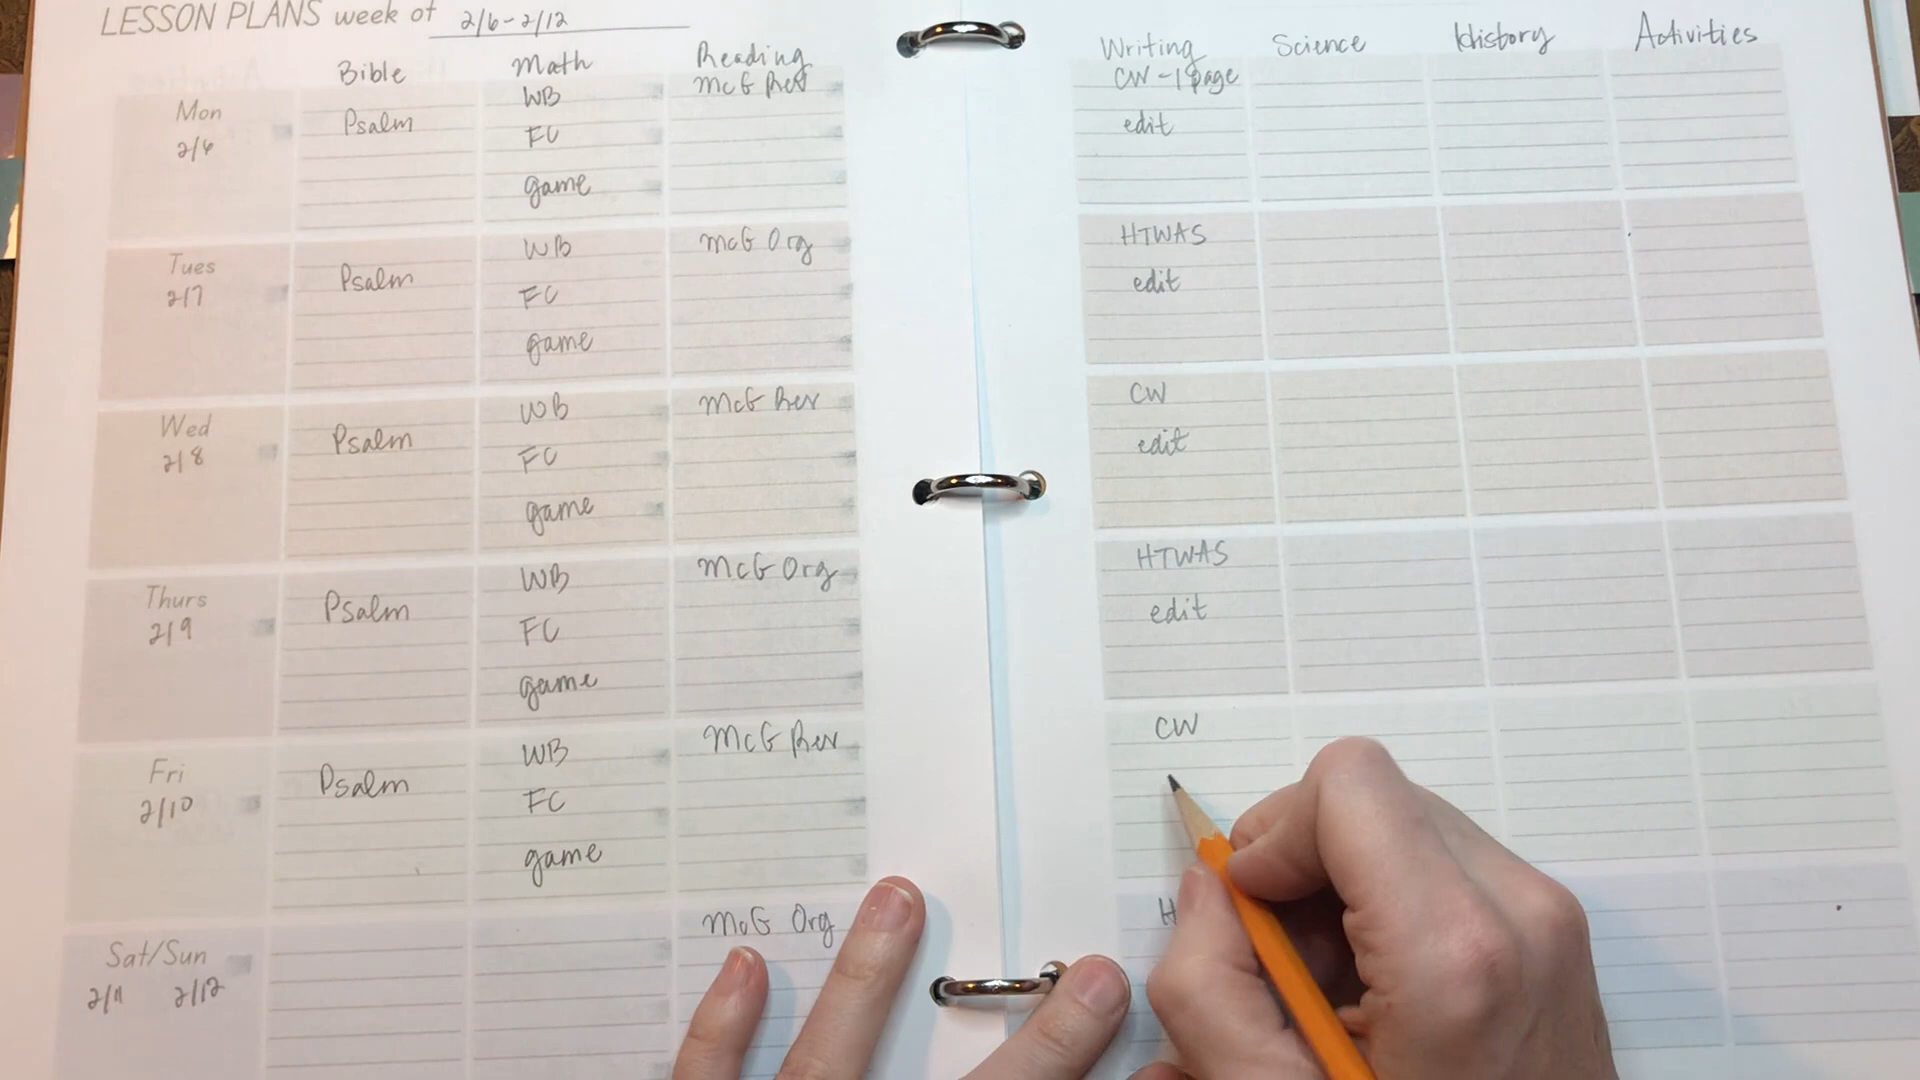 LESSON PLANS week of 2/6-2/12
Bible Math Reading Writing Science History Activities
Mon
2/6
Psalm
WB
FC
game
McG Rev
CW-1 page
edit
Tues
2/7
Psalm
WB
FC
game
McG Org
HTWAS
edit
Wed
2/8
Psalm
WB
FC
game
McG Rev
CW
edit
Thurs
2/9
Psalm
WB
FC
game
McG Org
HTWAS
edit
Fri
2/10
Psalm
WB
FC
game
McG Rev
CW
Sat/Sun
2/11 2/12
McG Org
H